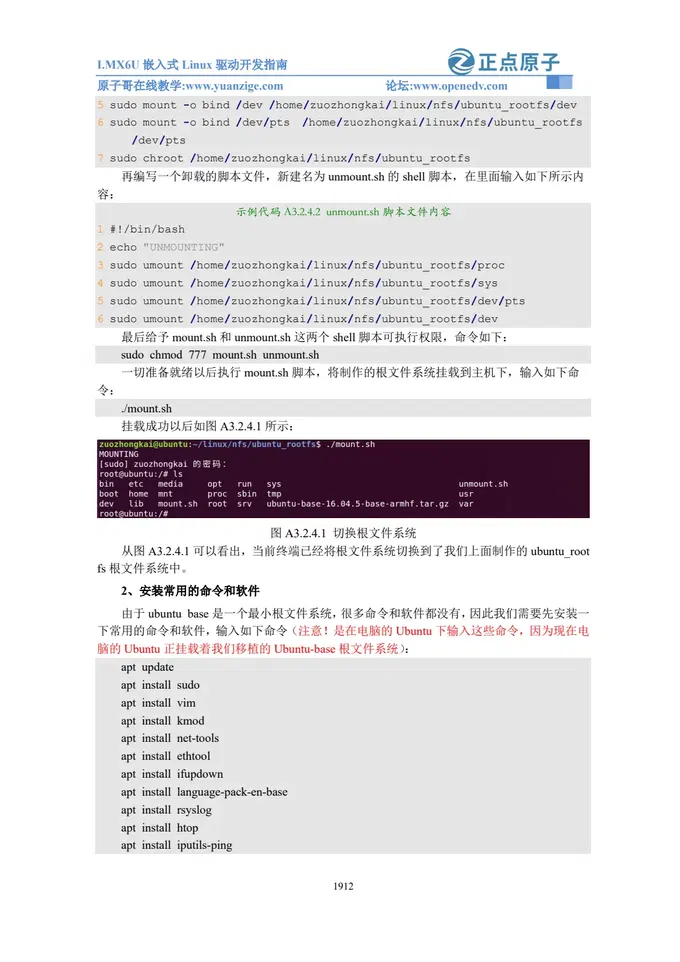 I.MX6U 嵌入式 Linux 驱动开发指南
正点原子
原子哥在线教学:www.yuanzige.com 论坛:www.openedv.com
5 sudo mount -o bind /dev /home/zuozhongkai/linux/nfs/ubuntu_rootfs/dev
6 sudo mount -o bind /dev/pts /home/zuozhongkai/linux/nfs/ubuntu_rootfs
/dev/pts
7 sudo chroot /home/zuozhongkai/linux/nfs/ubuntu_rootfs
再编写一个卸载的脚本文件，新建名为 unmount.sh 的 shell 脚本，在里面输入如下所示内
容：
示例代码 A3.2.4.2 unmount.sh 脚本文件内容
1 #!/bin/bash
2 echo "UNMOUNTING"
3 sudo umount /home/zuozhongkai/linux/nfs/ubuntu_rootfs/proc
4 sudo umount /home/zuozhongkai/linux/nfs/ubuntu_rootfs/sys
5 sudo umount /home/zuozhongkai/linux/nfs/ubuntu_rootfs/dev/pts
6 sudo umount /home/zuozhongkai/linux/nfs/ubuntu_rootfs/dev
最后给予 mount.sh 和 unmount.sh 这两个 shell 脚本可执行权限，命令如下：
sudo chmod 777 mount.sh unmount.sh
一切准备就绪以后执行 mount.sh 脚本，将制作的根文件系统挂载到主机下，输入如下命
令：
./mount.sh
挂载成功以后如图 A3.2.4.1 所示：
zuozhongkai@ubuntu:~/linux/nfs/ubuntu_rootfs$ ./mount.sh
MOUNTING
[sudo] zuozhongkai 的密码：
root@ubuntu:/# ls
bin etc media opt run sys unmount.sh
boot home mnt proc sbin tmp usr
dev lib mount.sh root srv ubuntu-base-16.04.5-base-armhf.tar.gz var
root@ubuntu:/#
图 A3.2.4.1 切换根文件系统
从图 A3.2.4.1 可以看出，当前终端已经将根文件系统切换到了我们上面制作的 ubuntu_root
fs 根文件系统中。
2、安装常用的命令和软件
由于 ubuntu base 是一个最小根文件系统，很多命令和软件都没有，因此我们需要先安装一
下常用的命令和软件，输入如下命令（注意！是在电脑的 Ubuntu 下输入这些命令，因为现在电
脑的 Ubuntu 正挂载着我们移植的 Ubuntu-base 根文件系统）：
apt update
apt install sudo
apt install vim
apt install kmod
apt install net-tools
apt install ethtool
apt install ifupdown
apt install language-pack-en-base
apt install rsyslog
apt install htop
apt install iputils-ping
1912